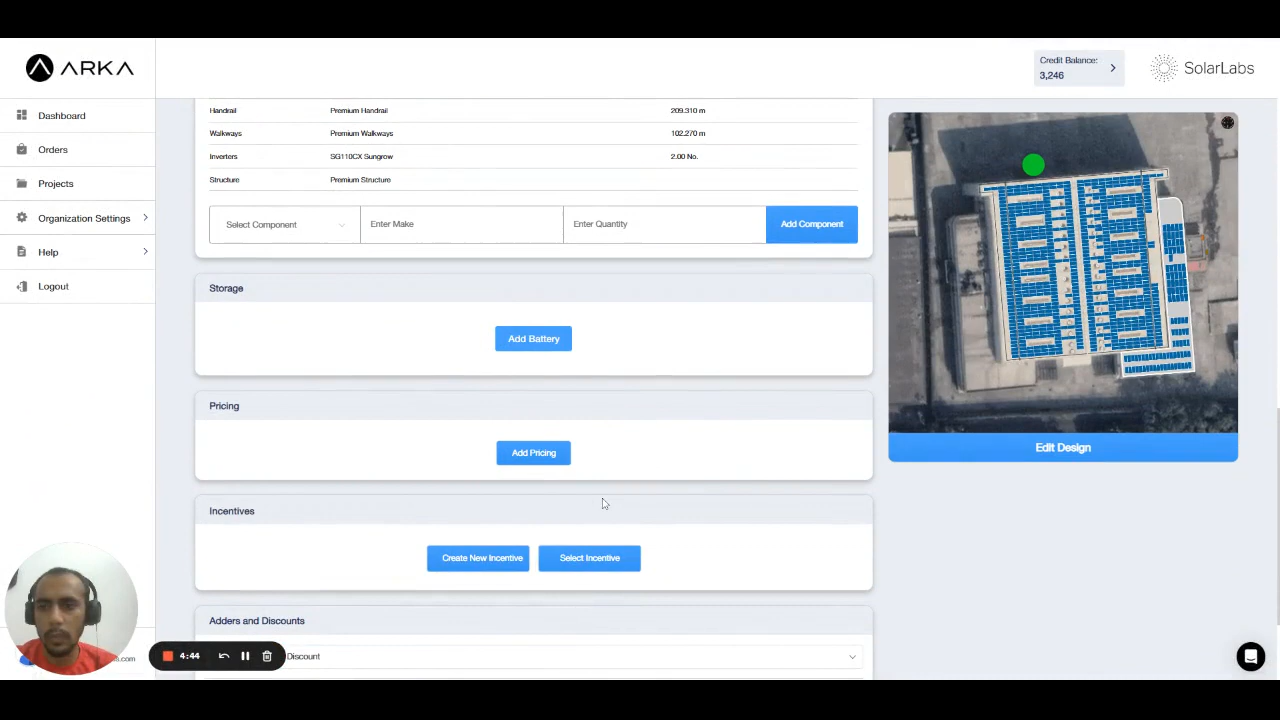 ARKA
Credit Balance:
3,246
SolarLabs
Dashboard
Orders
Projects
Organization Settings
Help
Logout
Handrail Premium Handrail 209.310 m
Walkways Premium Walkways 102.270 m
Inverters SG110CX Sungrow 2.00 No.
Structure Premium Structure
Select Component Enter Make Enter Quantity Add Component
Storage
Add Battery
Pricing
Add Pricing
Incentives
Create New Incentive Select Incentive
Adders and Discounts
Discount
Edit Design
4:44
s.com